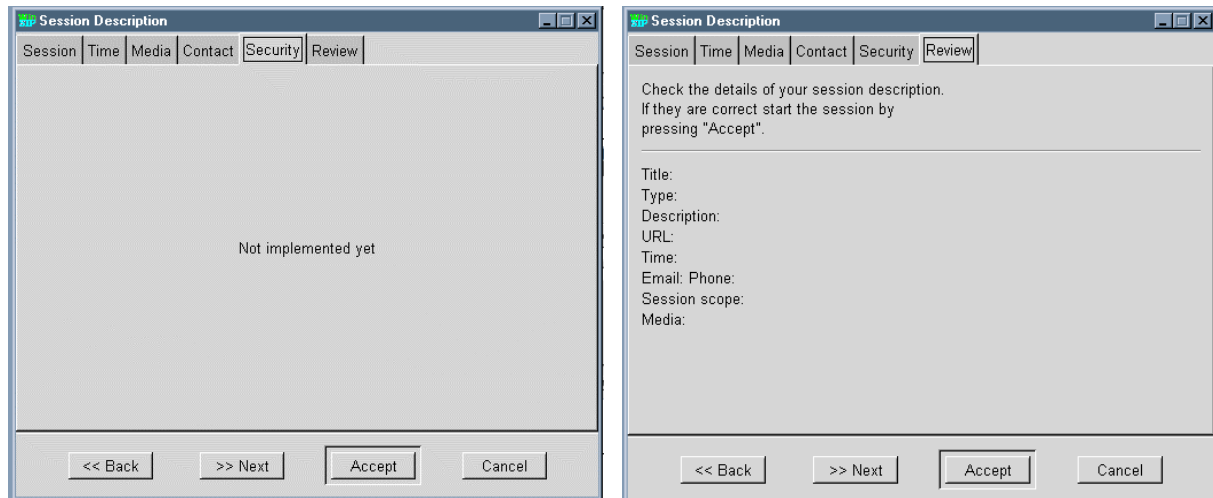 Session Description
Session Time Media Contact Security Review
Not implemented yet
<< Back >> Next Accept Cancel
Session Description
Session Time Media Contact Security Review
Check the details of your session description.
If they are correct start the session by
pressing "Accept".
Title:
Type:
Description:
URL:
Time:
Email: Phone:
Session scope:
Media:
<< Back >> Next Accept Cancel